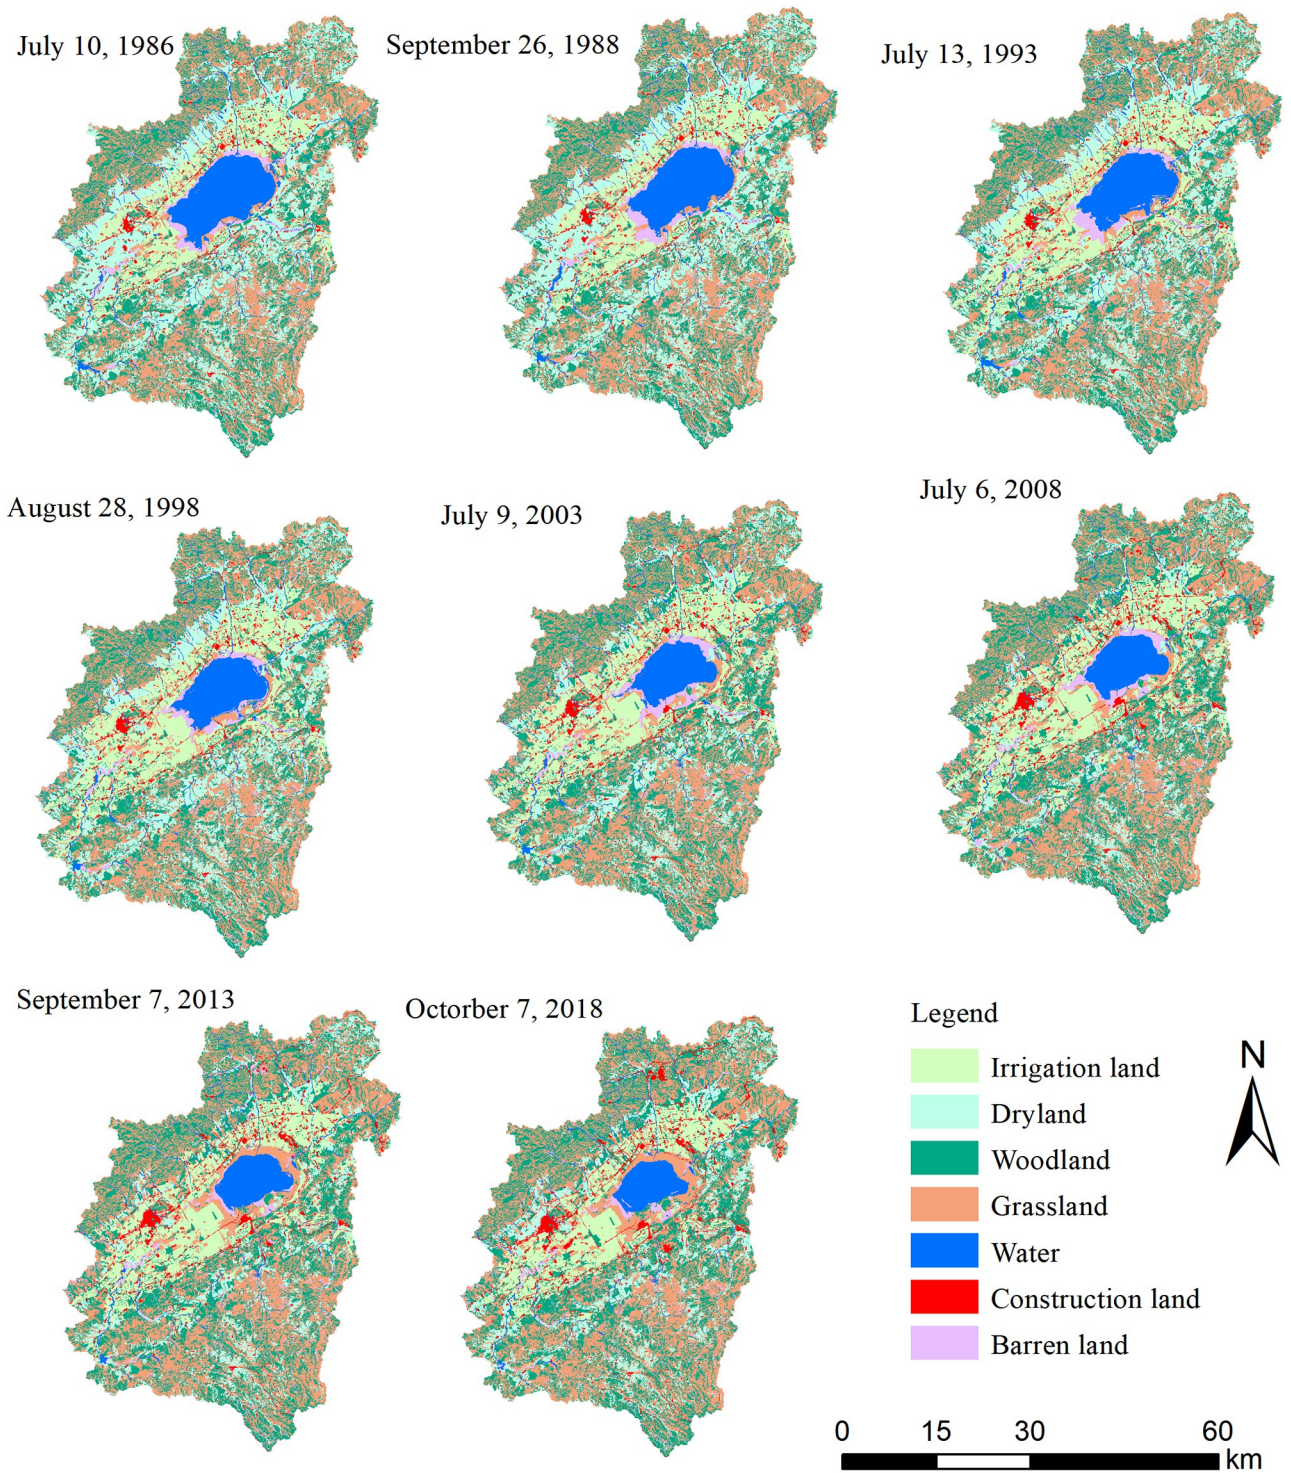 July 10, 1986
September 26, 1988
July 13, 1993
August 28, 1998
July 9, 2003
July 6, 2008
September 7, 2013
Octorber 7, 2018
Legend
Irrigation land
Dryland
Woodland
Grassland
Water
Construction land
Barren land
N
0 15 30 60
km